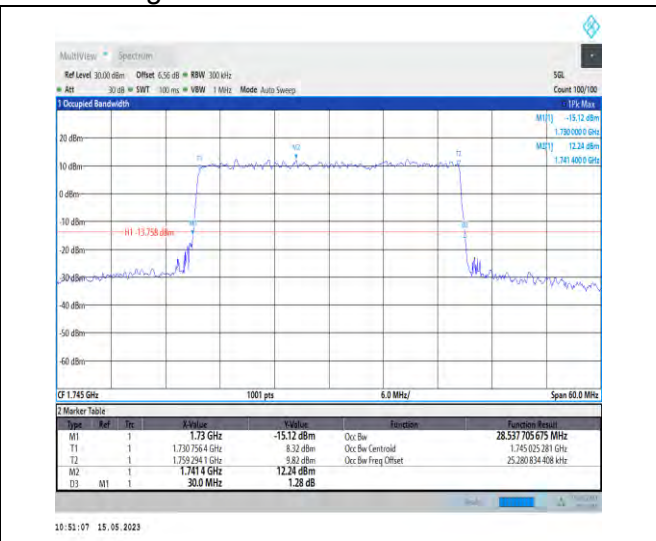 MultiView Spectrum
Ref Level 30.00 dBm Offset 6.56 dB RBW 300 kHz SGL
Att 30 dB SWT 100 ms VBW 1 MHz Mode Auto Sweep Count 100/100
1 Occupied Bandwidth 1Pk Max
M1[1] -15.12 dBm
1.730 000 0 GHz
M2[1] 12.24 dBm
1.741 400 0 GHz
20 dBm
M2
T1 T2
10 dBm
0 dBm
-10 dBm
M1
H1 -13.758 dBm
-20 dBm
-30 dBm
-40 dBm
-50 dBm
-60 dBm
CF 1.745 GHz 1001 pts 6.0 MHz/ Span 60.0 MHz
2 Marker Table
Type Ref Trc X-Value Y-Value Function Function Result
M1 1 1.73 GHz -15.12 dBm Occ Bw 28.537 705 675 MHz
T1 1 1.730 756 4 GHz 8.32 dBm Occ Bw Centroid 1.745 025 281 GHz
T2 1 1.759 294 1 GHz 9.82 dBm Occ Bw Freq Offset 25.280 834 408 kHz
M2 1 1.741 4 GHz 12.24 dBm
D3 M1 1 30.0 MHz 1.28 dB
10:51:07 15.05.2023